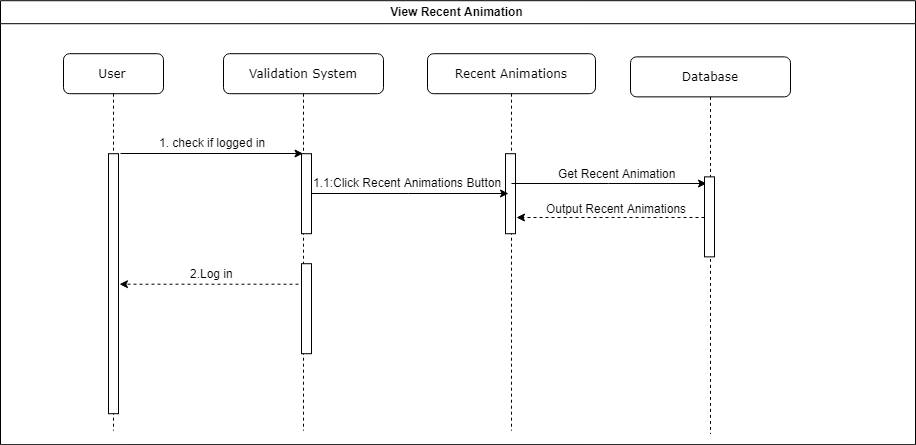 View Recent Animation
User
Validation System
Recent Animations
Database
1. check if logged in
Get Recent Animation
1.1:Click Recent Animations Button
Output Recent Animations
2.Log in